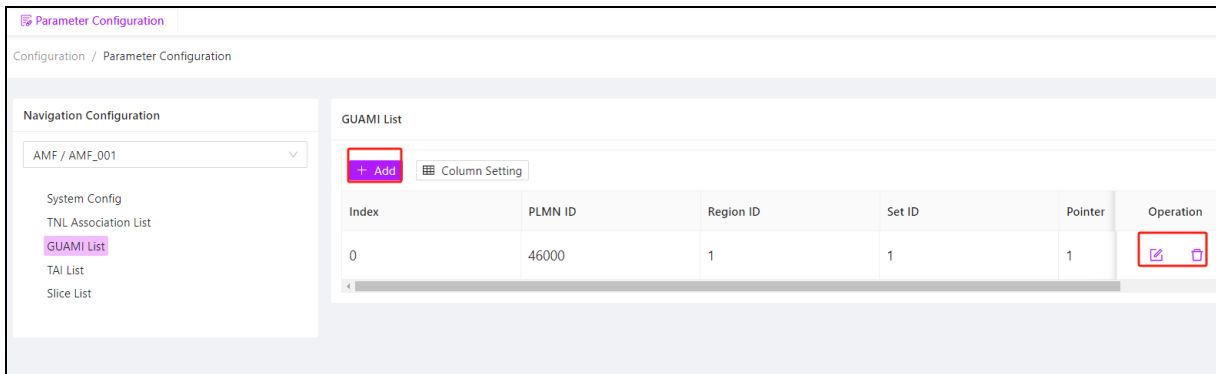 Parameter Configuration
Configuration / Parameter Configuration
Navigation Configuration
AMF / AMF_001
System Config
TNL Association List
GUAMI List
TAI List
Slice List
GUAMI List
+ Add
Column Setting
Index PLMN ID Region ID Set ID Pointer Operation
0 46000 1 1 1